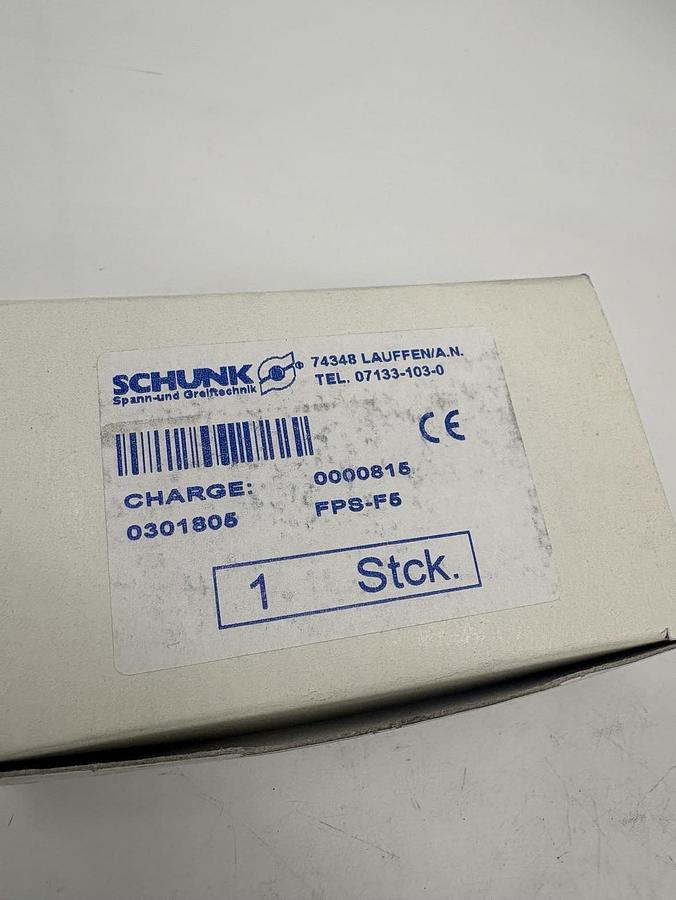 SCHUNK ®
Spann-und Greiftechnik
74348 LAUFFEN/A.N.
TEL. 07133-103-0
CE
CHARGE: 0000815
0301805 FPS-F5
1 Stck.